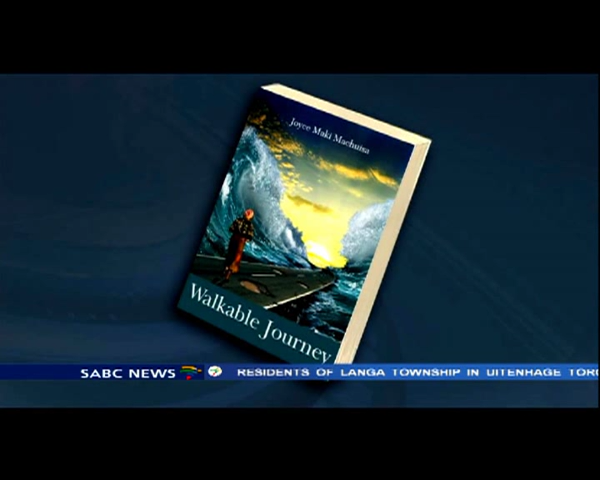 Joyce Maki Machuisa
Walkable Journey
SABC NEWS
RESIDENTS OF LANGA TOWNSHIP IN UITENHAGE